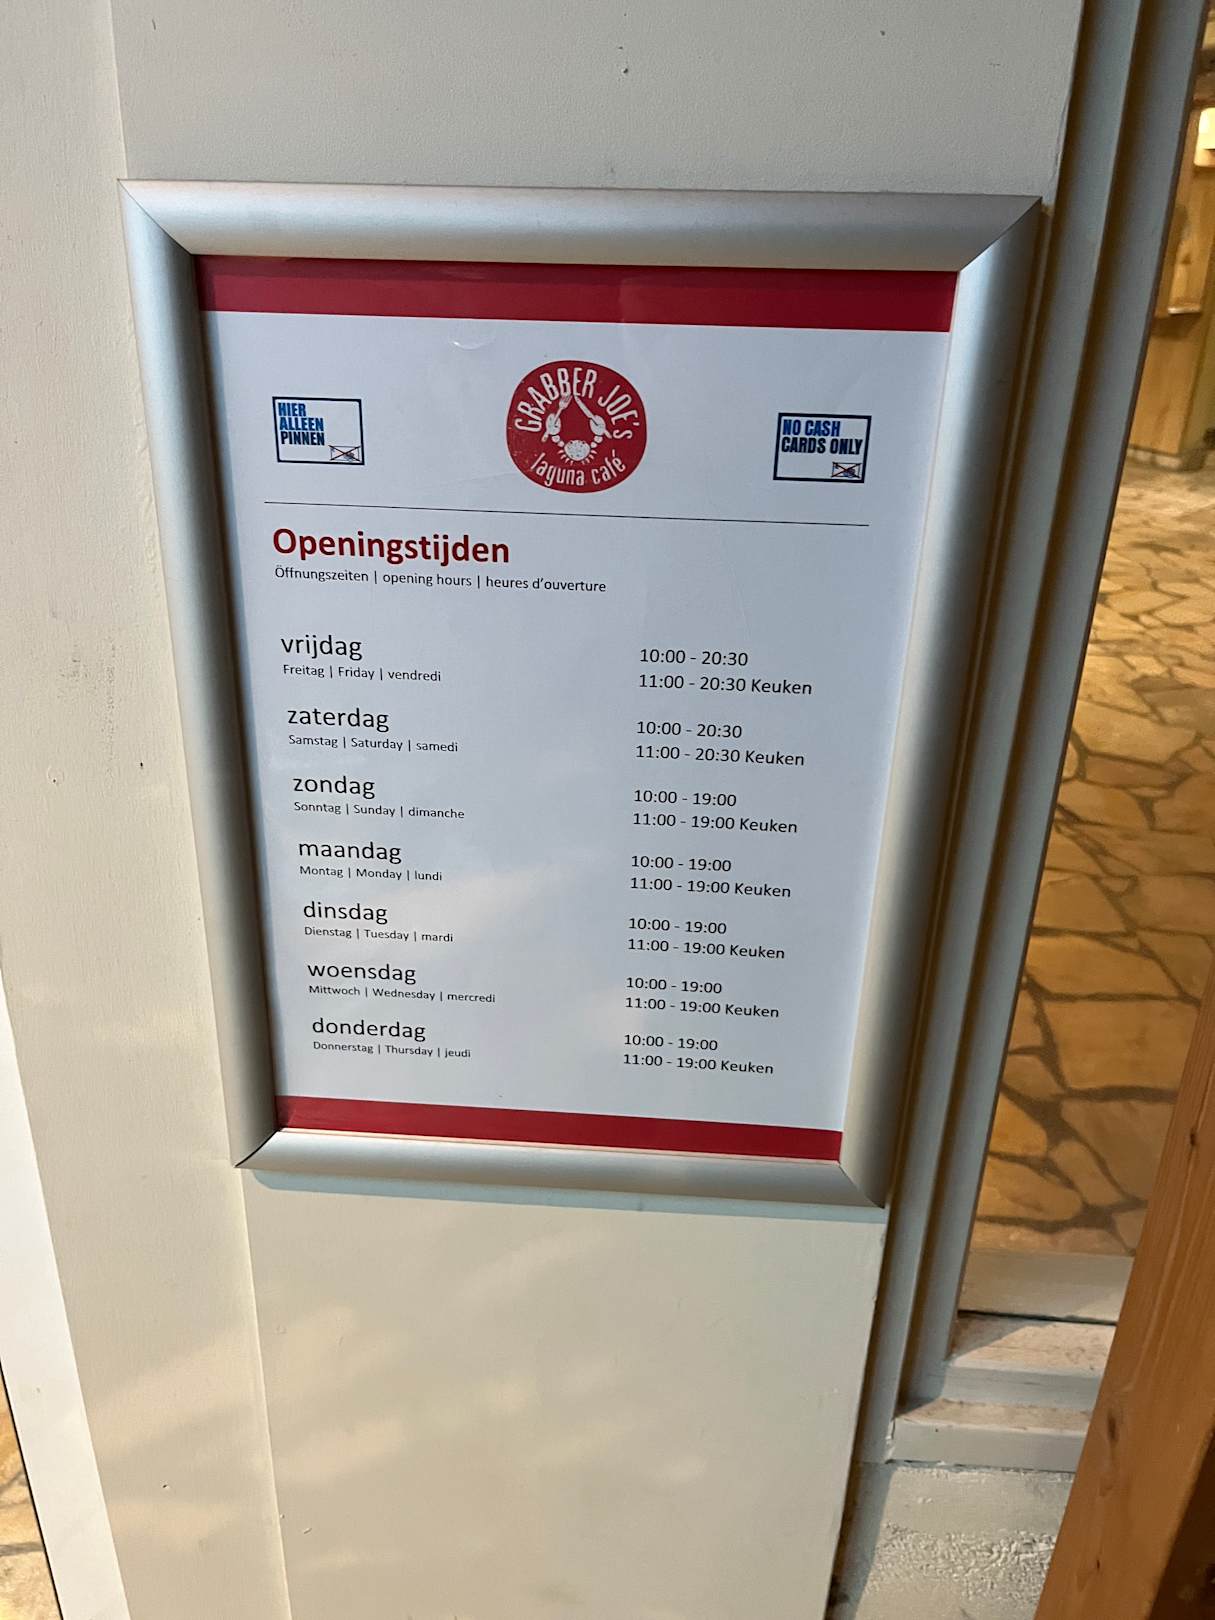 HIER
ALLEEN
PINNEN
GRABBER JOE'S
laguna café
NO CASH
CARDS ONLY
Openingstijden
Öffnungszeiten | opening hours | heures d'ouverture
vrijdag
Freitag | Friday | vendredi
10:00 - 20:30
11:00 - 20:30 Keuken
zaterdag
Samstag | Saturday | samedi
10:00 - 20:30
11:00 - 20:30 Keuken
zondag
Sonntag | Sunday | dimanche
10:00 - 19:00
11:00 - 19:00 Keuken
maandag
Montag | Monday | lundi
10:00 - 19:00
11:00 - 19:00 Keuken
dinsdag
Dienstag | Tuesday | mardi
10:00 - 19:00
11:00 - 19:00 Keuken
woensdag
Mittwoch | Wednesday | mercredi
10:00 - 19:00
11:00 - 19:00 Keuken
donderdag
Donnerstag | Thursday | jeudi
10:00 - 19:00
11:00 - 19:00 Keuken